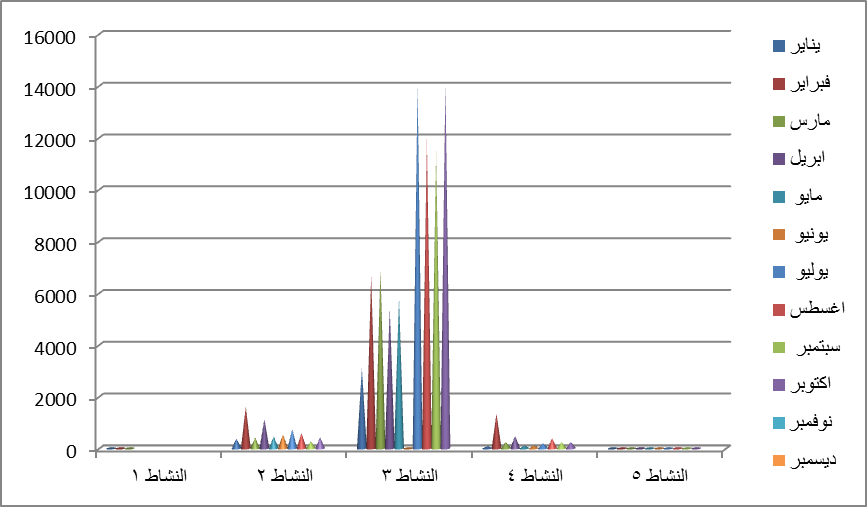 16000
14000
12000
10000
8000
6000
4000
2000
0
النشاط ١
النشاط ٢
النشاط ٣
النشاط ٤
النشاط ٥
يناير
فبراير
مارس
ابريل
مايو
يونيو
يوليو
اغسطس
سبتمبر
اكتوبر
نوفمبر
ديسمبر